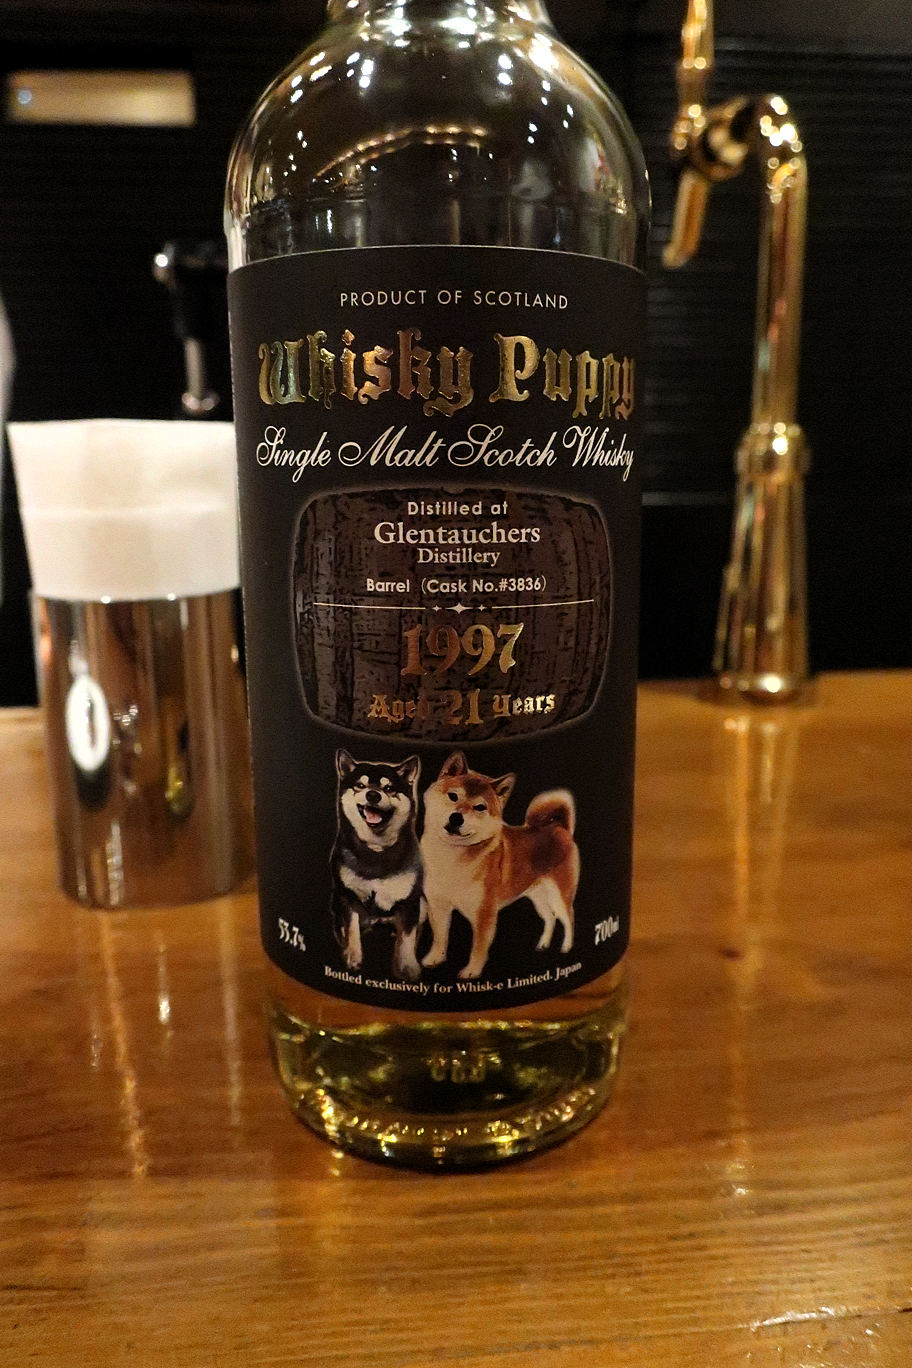 PRODUCT OF SCOTLAND
Whisky Puppy
Single Malt Scotch Whisky
Distilled at
Glentauchers
Distillery
Barrel (Cask No.#3836)
1997
Aged 21 Years
53.7%
700ml
Bottled exclusively for Whisk-e Limited. Japan